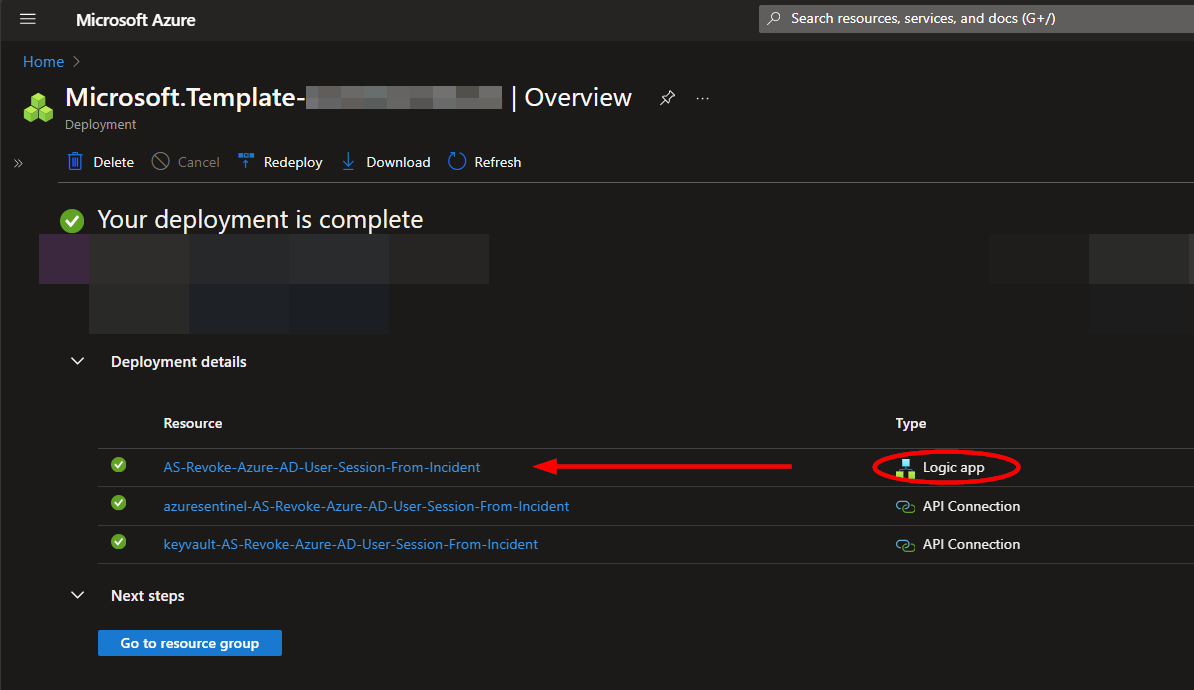 Microsoft Azure
Search resources, services, and docs (G+/)
Home
Microsoft.Template- | Overview
Deployment
Delete Cancel Redeploy Download Refresh
Your deployment is complete
Deployment details
Resource Type
AS-Revoke-Azure-AD-User-Session-From-Incident Logic app
azuresentinel-AS-Revoke-Azure-AD-User-Session-From-Incident API Connection
keyvault-AS-Revoke-Azure-AD-User-Session-From-Incident API Connection
Next steps
Go to resource group